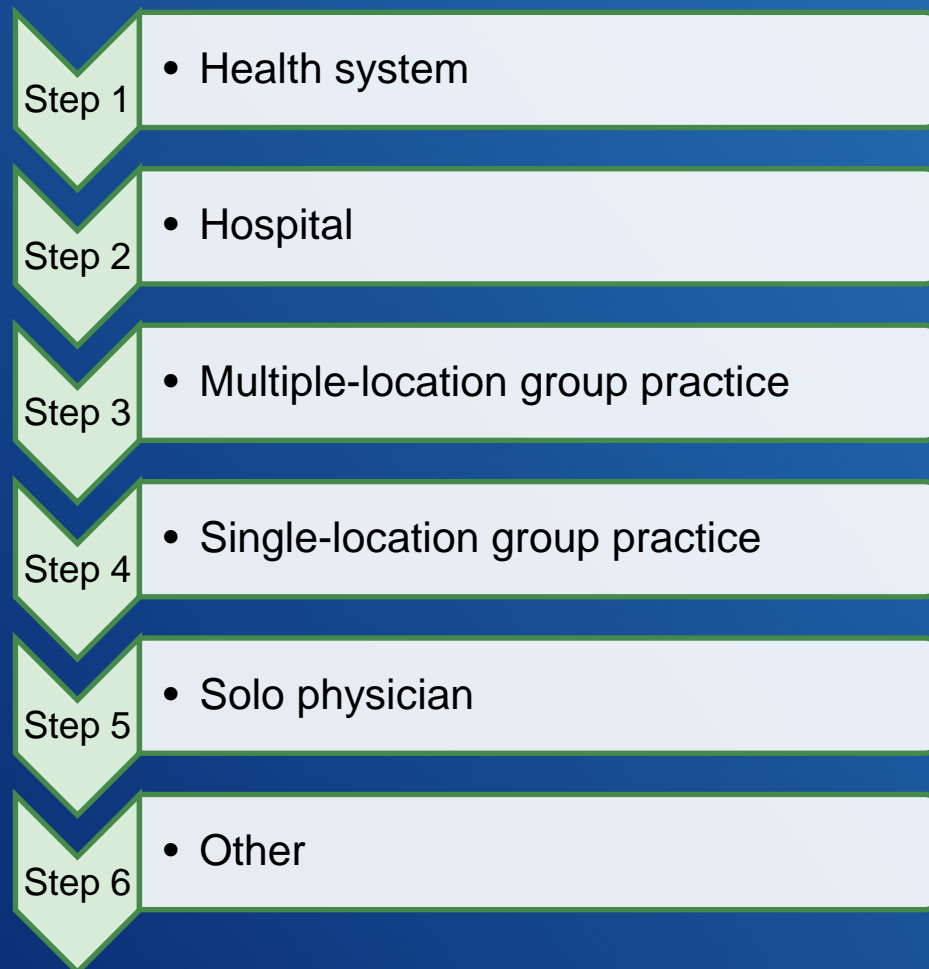 Step 1
• Health system
Step 2
• Hospital
Step 3
• Multiple-location group practice
Step 4
• Single-location group practice
Step 5
• Solo physician
Step 6
• Other